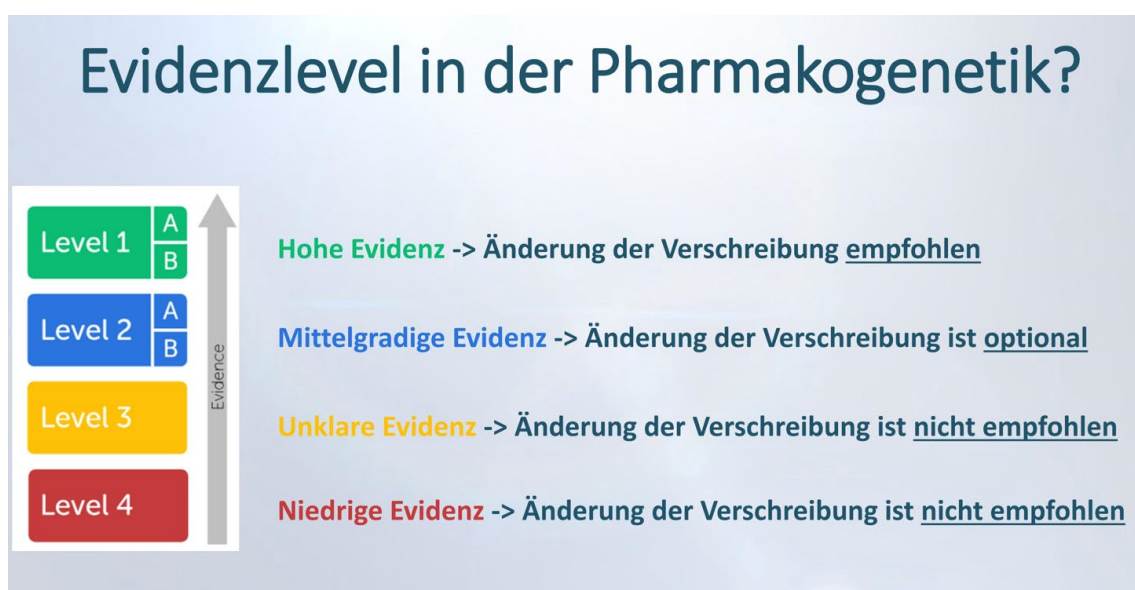 Evidenzlevel in der Pharmakogenetik?
Level 1
A
B
Hohe Evidenz -> Änderung der Verschreibung empfohlen
Level 2
A
B
Mittelgradige Evidenz -> Änderung der Verschreibung ist optional
Evidence
Level 3
Unklare Evidenz -> Änderung der Verschreibung ist nicht empfohlen
Level 4
Niedrige Evidenz -> Änderung der Verschreibung ist nicht empfohlen